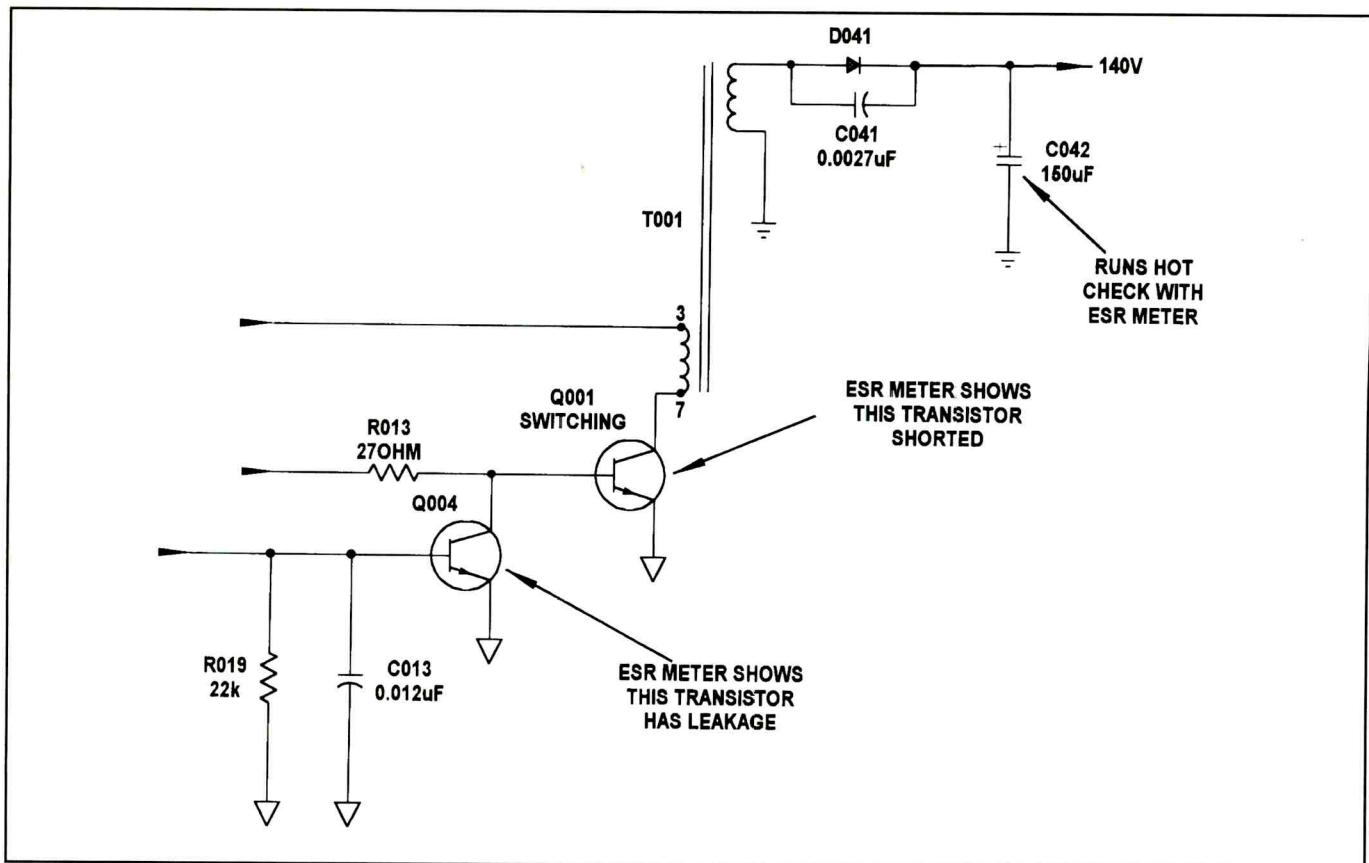 D041
140V
C041
0.0027uF
+
C042
150uF
T001
RUNS HOT
CHECK WITH
ESR METER
3
7
Q001
SWITCHING
ESR METER SHOWS
THIS TRANSISTOR
SHORTED
R013
27OHM
Q004
R019
22k
C013
0.012uF
ESR METER SHOWS
THIS TRANSISTOR
HAS LEAKAGE